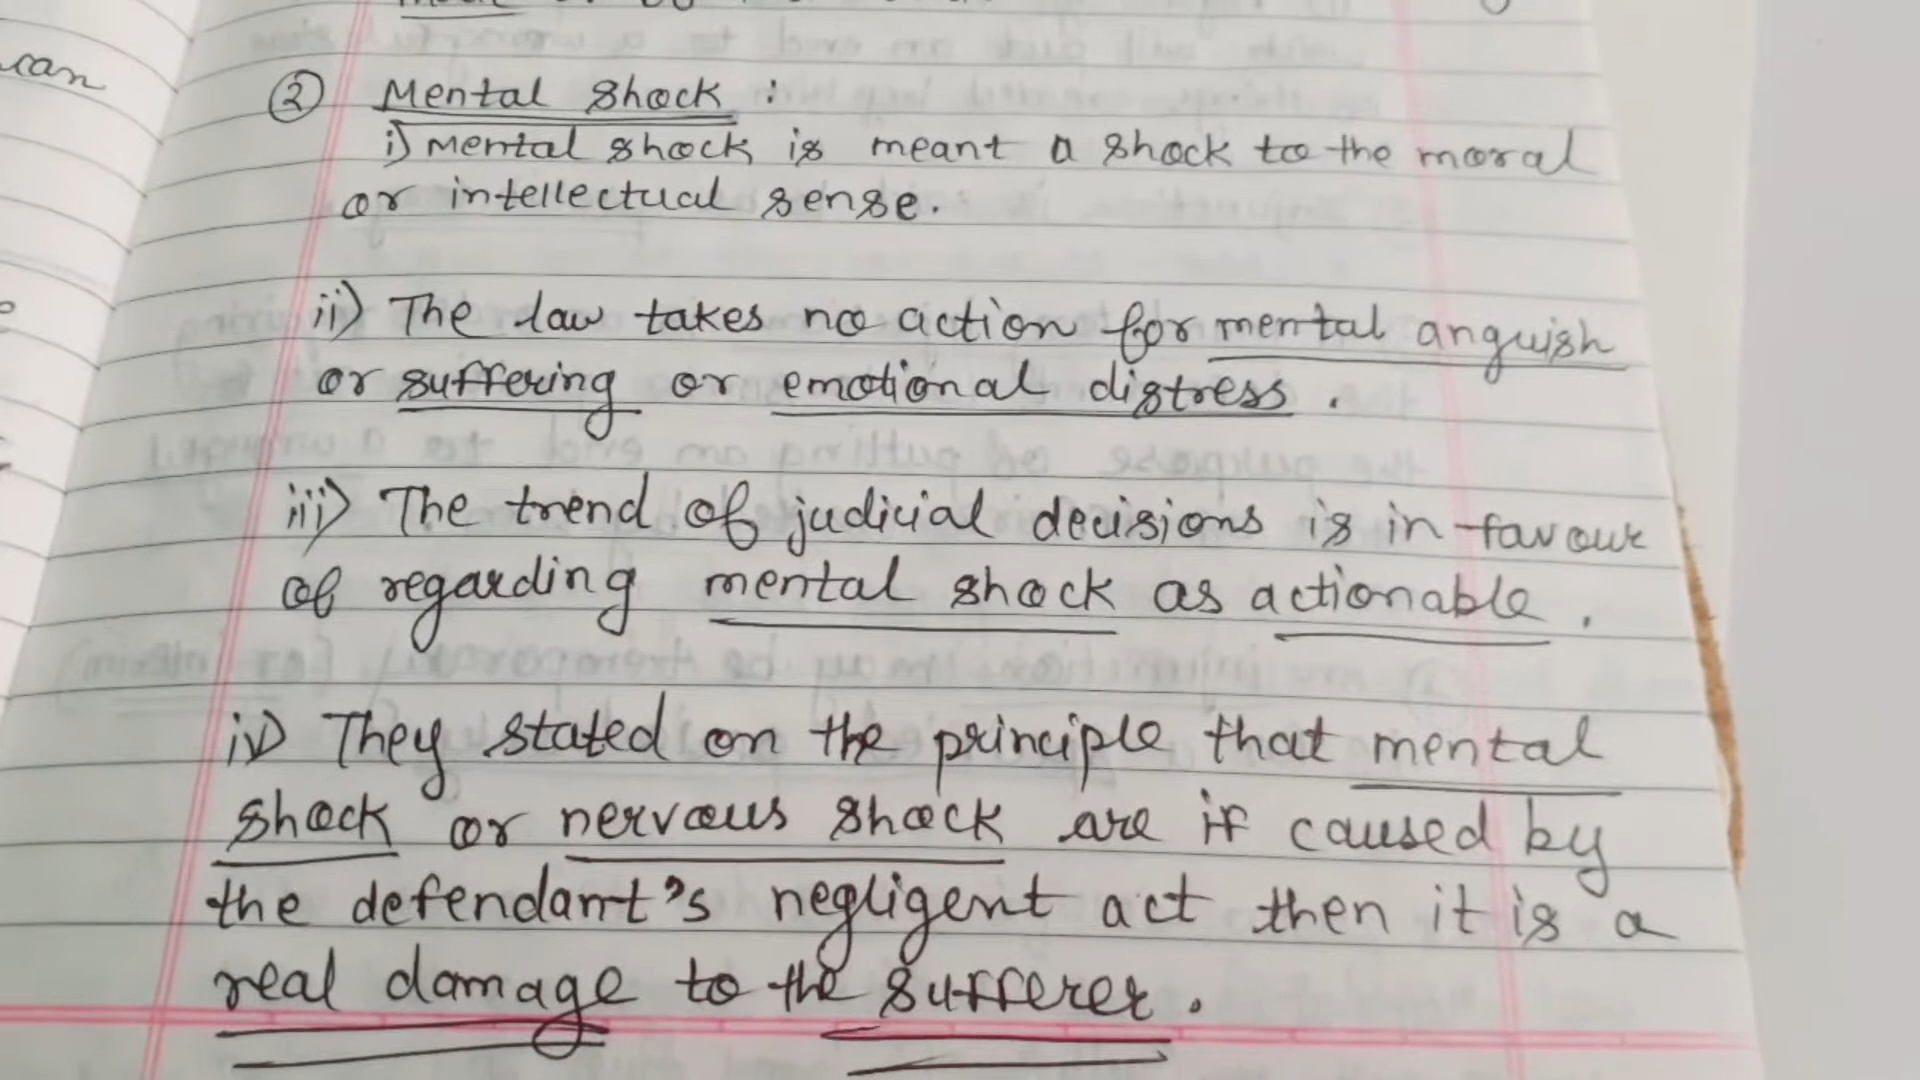 can
② Mental Shock :
i) mental shock is meant a shock to the moral
or intellectual sense.
ii) The law takes no action for mental anguish
or suffering or emotional distress.
iii) The trend of judicial decisions is in favour
of regarding mental shock as actionable.
iv) They stated on the principle that mental
shock or nervous shock are if caused by
the defendant's negligent act then it is a
real damage to the sufferer.